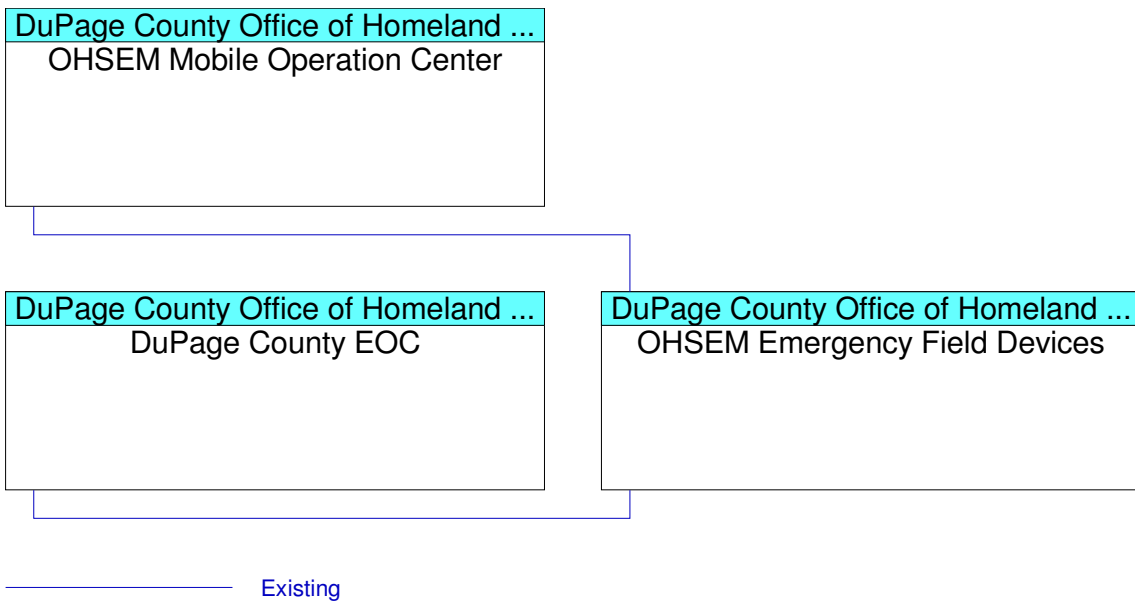 DuPage County Office of Homeland ...
OHSEM Mobile Operation Center
DuPage County Office of Homeland ...
DuPage County EOC
DuPage County Office of Homeland ...
OHSEM Emergency Field Devices
Existing